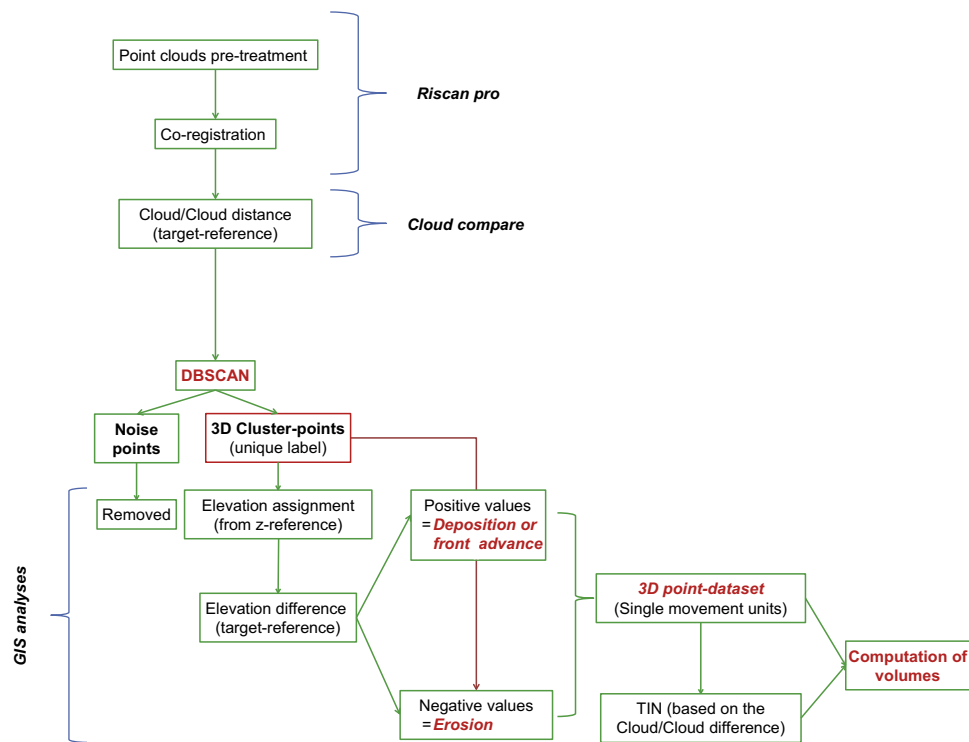 Point clouds pre-treatment
Riscan pro
Co-registration
Cloud/Cloud distance
(target-reference)
Cloud compare
DBSCAN
Noise
points
3D Cluster-points
(unique label)
Removed
Elevation assignment
(from z-reference)
Positive values
= Deposition or
front advance
GIS analyses
Elevation difference
(target-reference)
3D point-dataset
(Single movement units)
Computation of
volumes
Negative values
= Erosion
TIN (based on the
Cloud/Cloud difference)